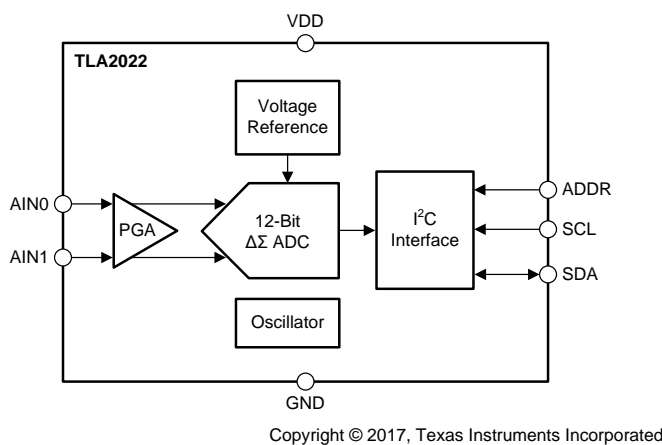 VDD
TLA2022
Voltage
Reference
AIN0
AIN1
PGA
12-Bit
ΔΣ ADC
I²C
Interface
ADDR
SCL
SDA
Oscillator
GND
Copyright © 2017, Texas Instruments Incorporated